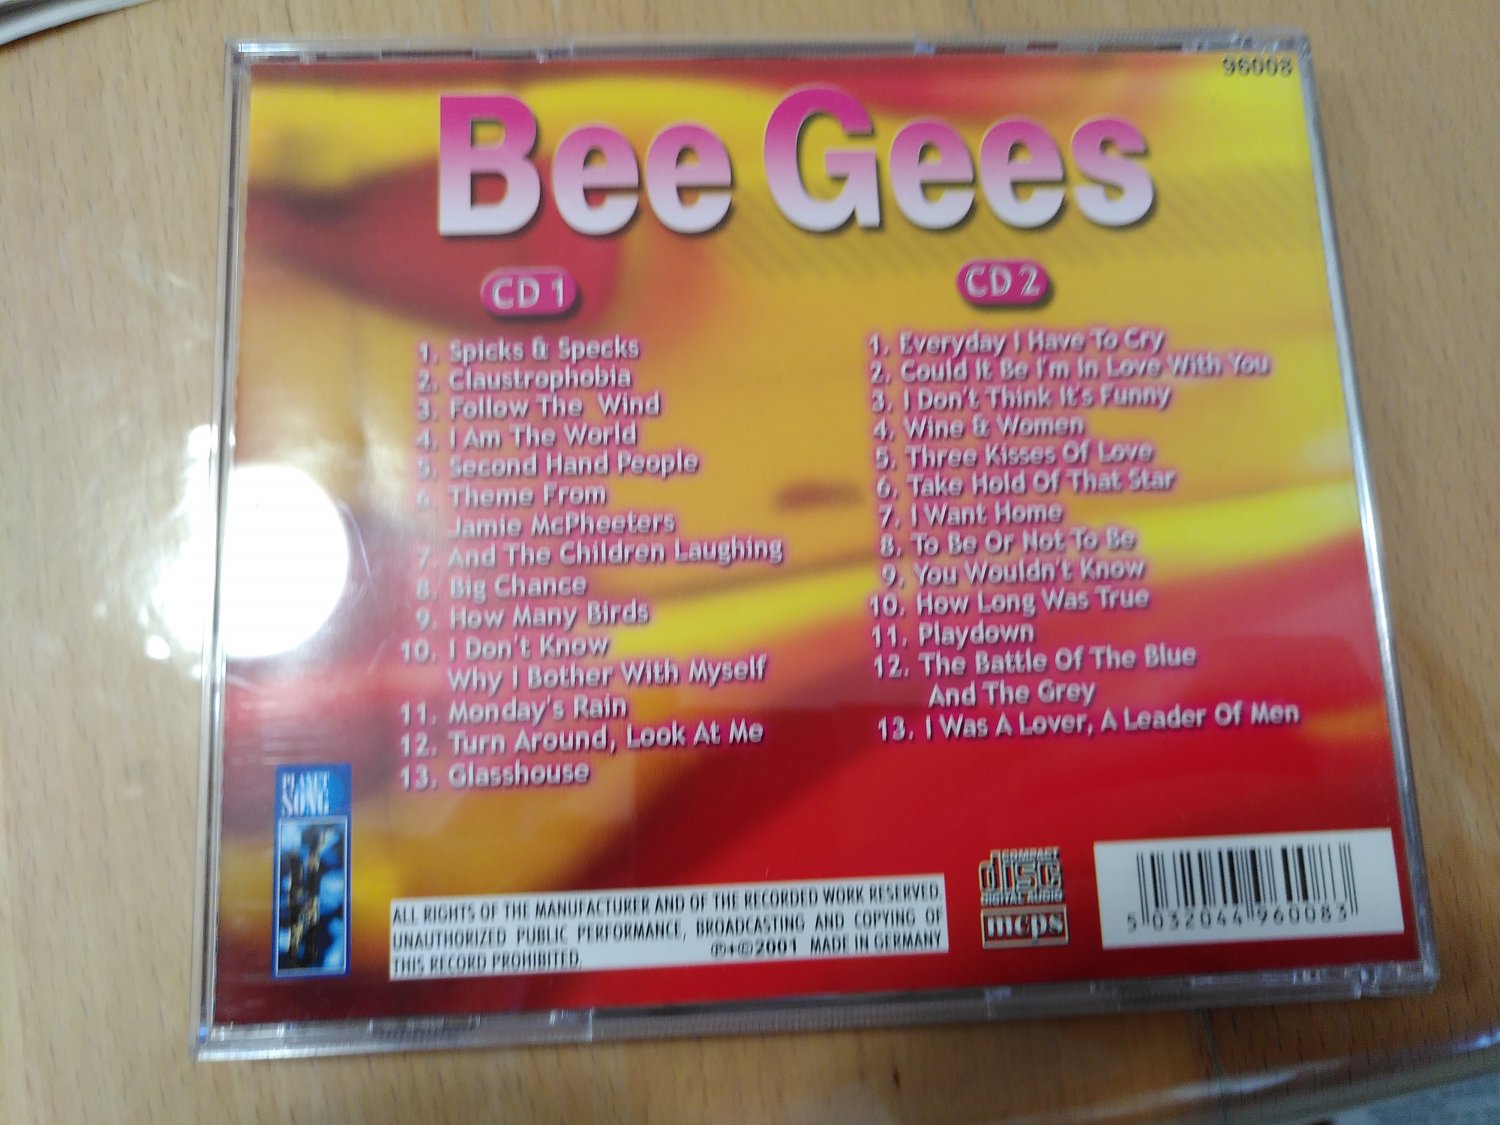 96008
Bee Gees
CD 1
1. Spicks & Specks
2. Claustrophobia
3. Follow The Wind
4. I Am The World
5. Second Hand People
6. Theme From
Jamie McPheeters
7. And The Children Laughing
8. Big Chance
9. How Many Birds
10. I Don't Know
Why I Bother With Myself
11. Monday's Rain
12. Turn Around, Look At Me
13. Glasshouse
CD 2
1. Everyday I Have To Cry
2. Could It Be I'm In Love With You
3. I Don't Think It's Funny
4. Wine & Women
5. Three Kisses Of Love
6. Take Hold Of That Star
7. I Want Home
8. To Be Or Not To Be
9. You Wouldn't Know
10. How Long Was True
11. Playdown
12. The Battle Of The Blue
And The Grey
13. I Was A Lover, A Leader Of Men
PLANET
SONG
ALL RIGHTS OF THE MANUFACTURER AND OF THE RECORDED WORK RESERVED
UNAUTHORIZED PUBLIC PERFORMANCE, BROADCASTING AND COPYING OF
THIS RECORD PROHIBITED. ℗+©2001 MADE IN GERMANY
COMPACT
disc
DIGITAL AUDIO
mcps
5 032044 960083